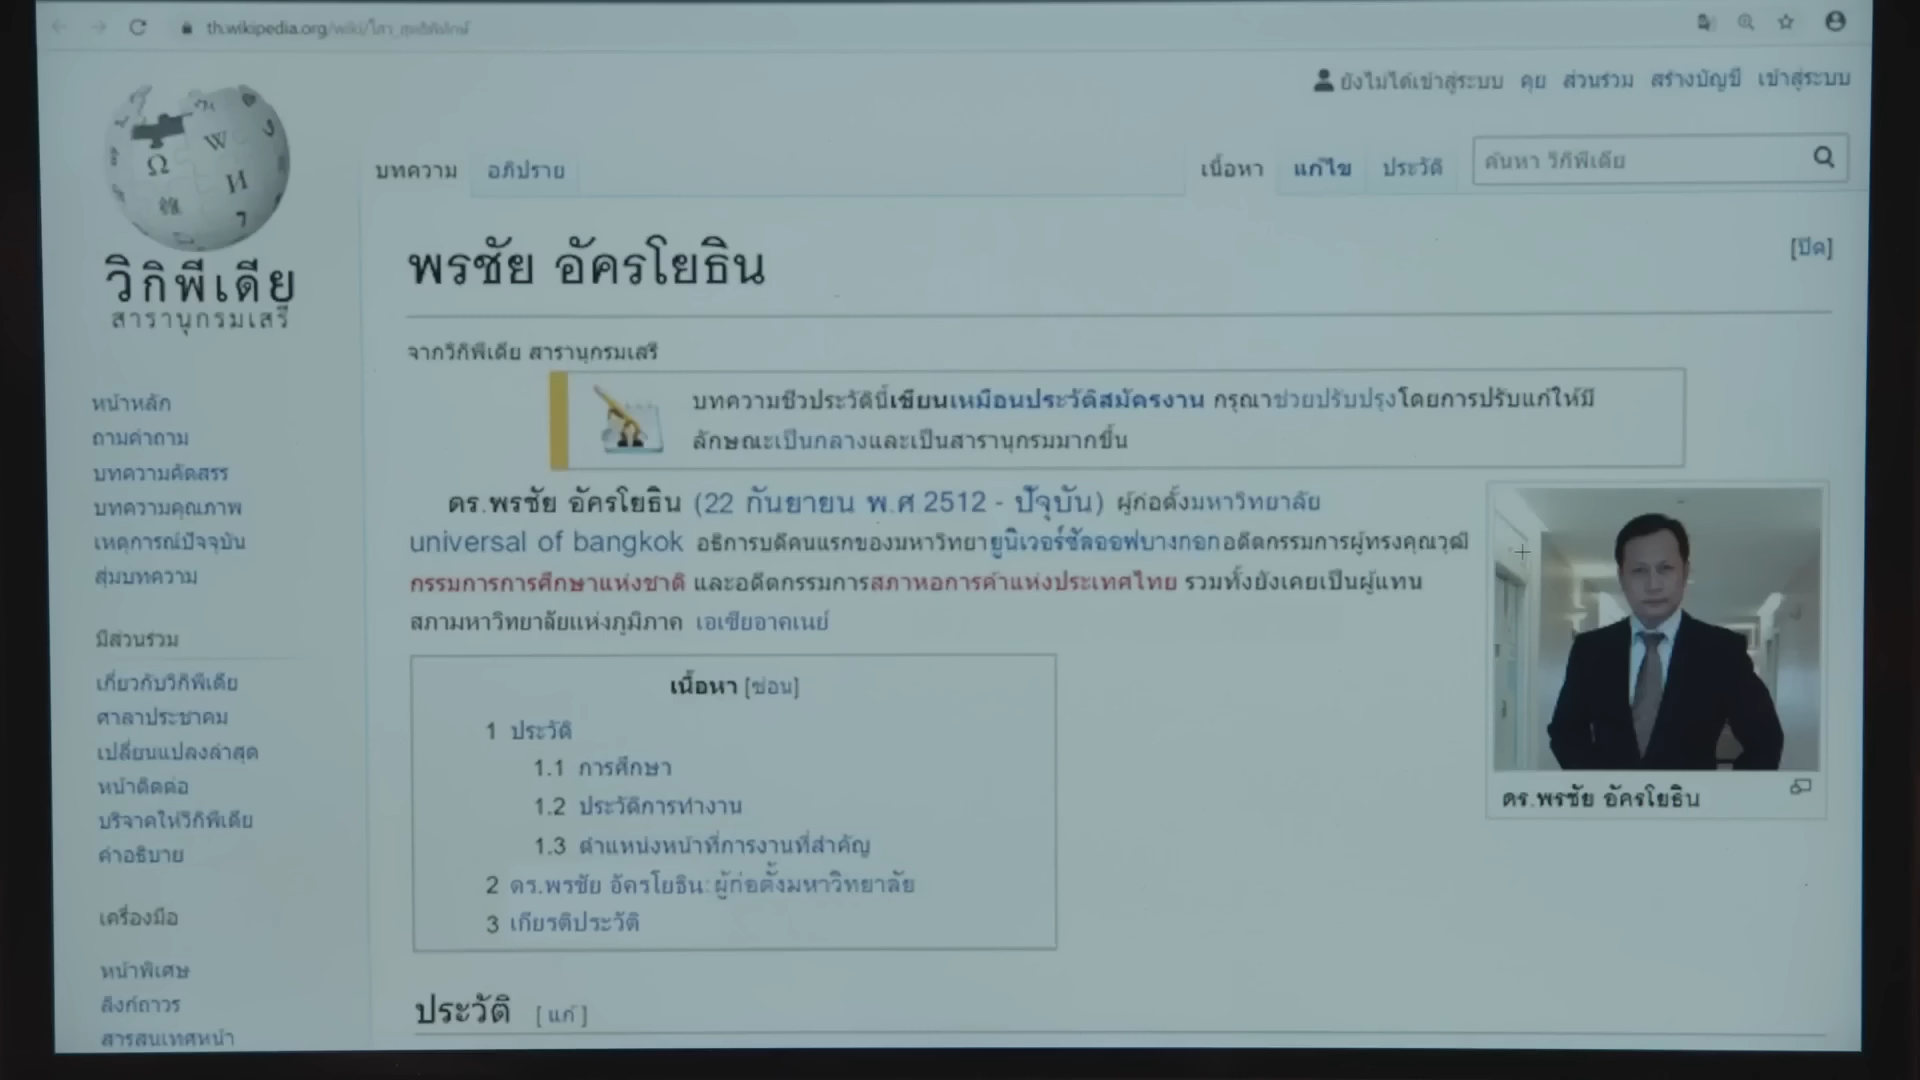 th.wikipedia.org/wiki/ไสว_สุทธิพิทักษ์
ยังไม่ได้เข้าสู่ระบบ คุย ส่วนร่วม สร้างบัญชี เข้าสู่ระบบ
บทความ อภิปราย เนื้อหา แก้ไข ประวัติ ค้นหา วิกิพีเดีย
วิกิพีเดีย
สารานุกรมเสรี
พรชัย อัครโยธิน
[ปิด]
จากวิกิพีเดีย สารานุกรมเสรี
บทความชีวประวัตินี้เขียนเหมือนประวัติสมัครงาน กรุณาช่วยปรับปรุงโดยการปรับแก้ให้มี
ลักษณะเป็นกลางและเป็นสารานุกรมมากขึ้น
ดร.พรชัย อัครโยธิน (22 กันยายน พ.ศ 2512 - ปัจุบัน) ผู้ก่อตั้งมหาวิทยาลัย
universal of bangkok อธิการบดีคนแรกของมหาวิทยายูนิเวอร์ซัลออฟบางกอกอดีตกรรมการผู้ทรงคุณวุฒิ
กรรมการการศึกษาแห่งชาติ และอดีตกรรมการสภาหอการค้าแห่งประเทศไทย รวมทั้งยังเคยเป็นผู้แทน
สภามหาวิทยาลัยแห่งภูมิภาค เอเซียอาคเนย์
ดร.พรชัย อัครโยธิน
เนื้อหา [ซ่อน]
1 ประวัติ
1.1 การศึกษา
1.2 ประวัติการทำงาน
1.3 ตำแหน่งหน้าที่การงานที่สำคัญ
2 ดร.พรชัย อัครโยธิน: ผู้ก่อตั้งมหาวิทยาลัย
3 เกียรติประวัติ
ประวัติ [ แก้ ]
หน้าหลัก
ถามคำถาม
บทความคัดสรร
บทความคุณภาพ
เหตุการณ์ปัจจุบัน
สุ่มบทความ
มีส่วนร่วม
เกี่ยวกับวิกิพีเดีย
ศาลาประชาคม
เปลี่ยนแปลงล่าสุด
หน้าติดต่อ
บริจาคให้วิกิพีเดีย
คำอธิบาย
เครื่องมือ
หน้าพิเศษ
ลิงก์ถาวร
สารสนเทศหน้า